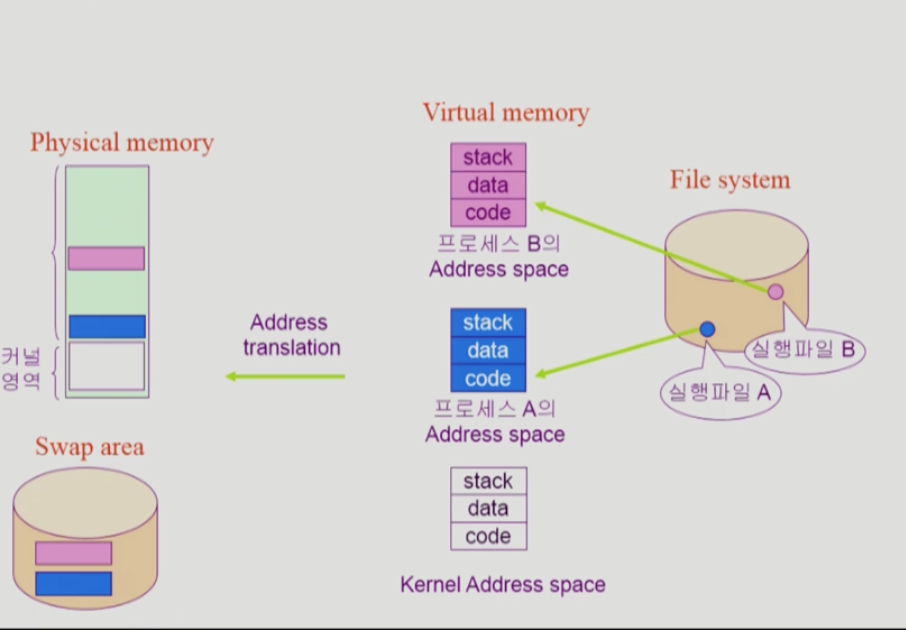 Physical memory
커널
영역
Swap area
Address
translation
Virtual memory
stack
data
code
프로세스 B의
Address space
stack
data
code
프로세스 A의
Address space
stack
data
code
Kernel Address space
File system
실행파일 B
실행파일 A